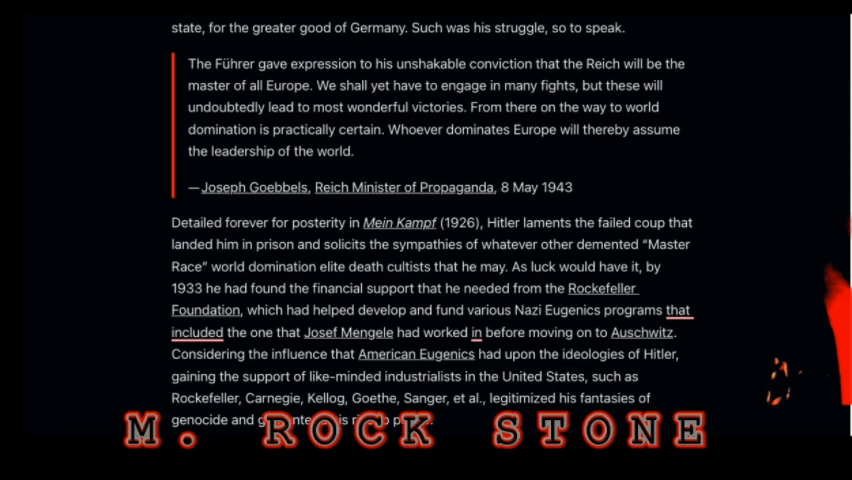 state, for the greater good of Germany. Such was his struggle, so to speak.
The Führer gave expression to his unshakable conviction that the Reich will be the
master of all Europe. We shall yet have to engage in many fights, but these will
undoubtedly lead to most wonderful victories. From there on the way to world
domination is practically certain. Whoever dominates Europe will thereby assume
the leadership of the world.
—Joseph Goebbels, Reich Minister of Propaganda, 8 May 1943
Detailed forever for posterity in Mein Kampf (1926), Hitler laments the failed coup that
landed him in prison and solicits the sympathies of whatever other demented “Master
Race” world domination elite death cultists that he may. As luck would have it, by
1933 he had found the financial support that he needed from the Rockefeller
Foundation, which had helped develop and fund various Nazi Eugenics programs that
included the one that Josef Mengele had worked in before moving on to Auschwitz.
Considering the influence that American Eugenics had upon the ideologies of Hitler,
gaining the support of like-minded industrialists in the United States, such as
Rockefeller, Carnegie, Kellog, Goethe, Sanger, et al., legitimized his fantasies of
genocide and
M. ROCK STONE